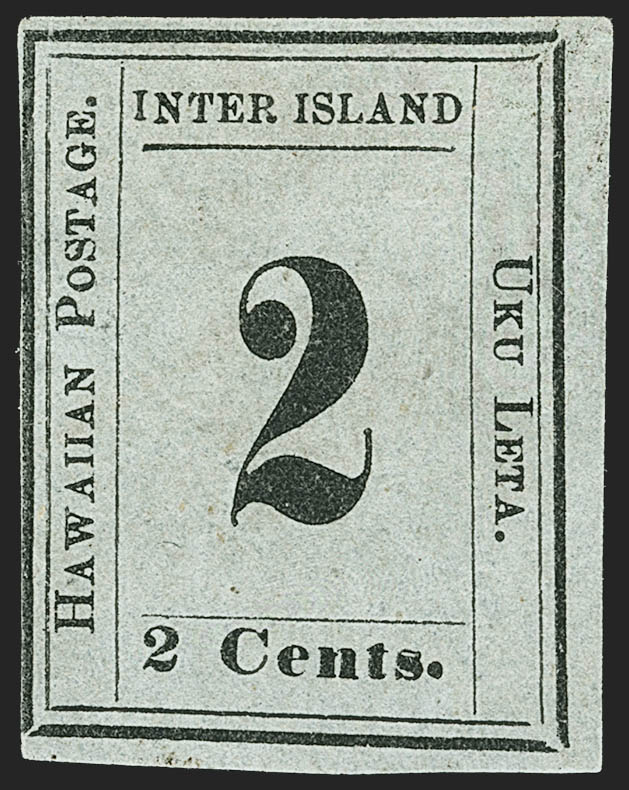 INTER ISLAND
HAWAIIAN POSTAGE.
2
UKU LETA.
2 Cents.